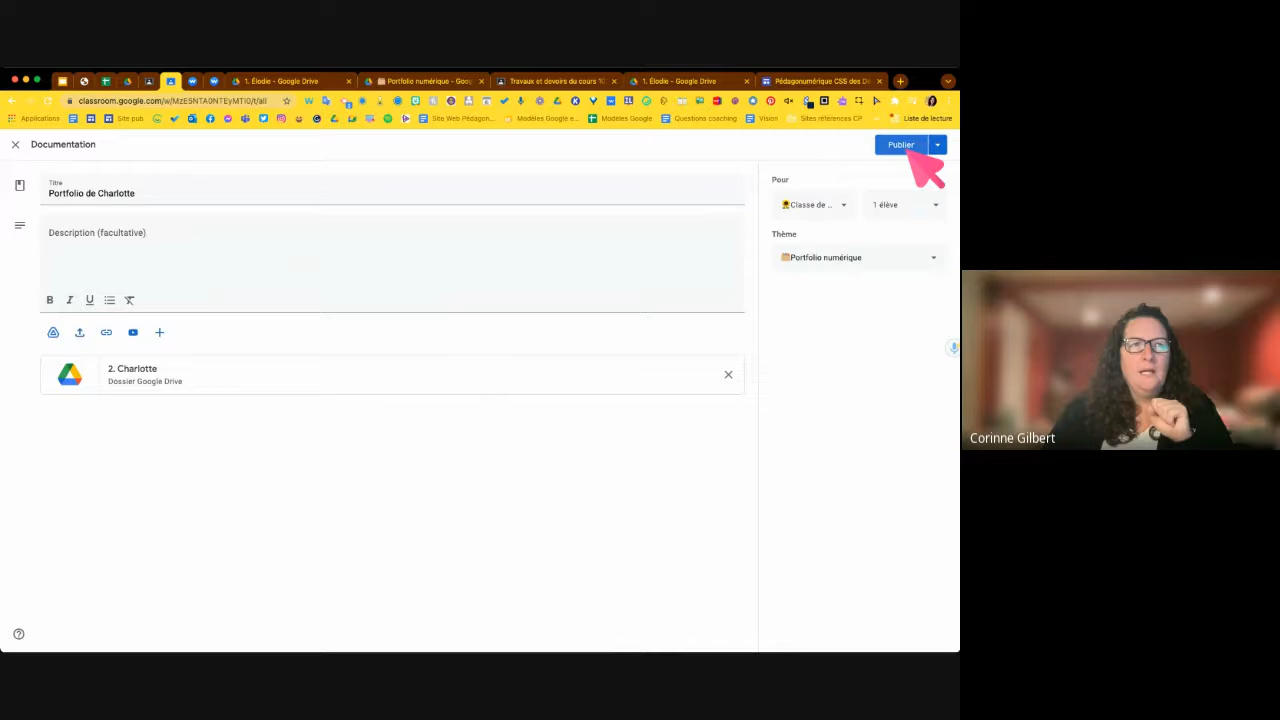 1. Élodie - Google Drive
Portfolio numérique - Goog
Travaux et devoirs du cours 10
1. Élodie - Google Drive
Pédagonumérique CSS des Dé
classroom.google.com/w/MzE5NTA0NTEyMTI0/t/all
Applications
Site pub
Site Web Pédagon...
Modèles Google e...
Modèles Google
Questions coaching
Vision
Sites références CP
Liste de lecture
Documentation
Publier
Titre
Portfolio de Charlotte
Description (facultative)
B I U
2. Charlotte
Dossier Google Drive
Pour
Classe de ...
1 élève
Thème
Portfolio numérique
Corinne Gilbert